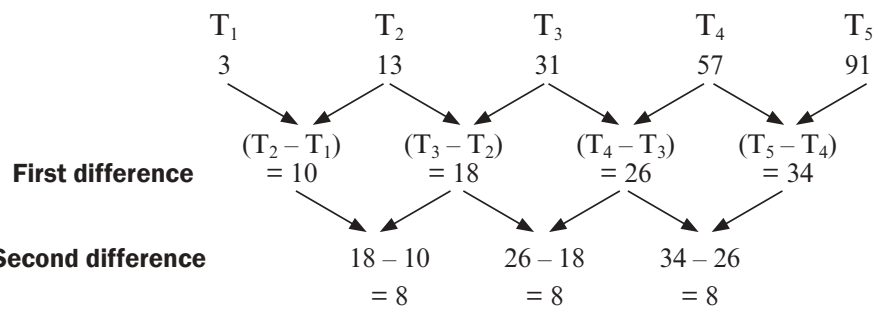 T₁ T₂ T₃ T₄ T₅
3 13 31 57 91
(T₂ – T₁) (T₃ – T₂) (T₄ – T₃) (T₅ – T₄)
First difference = 10 = 18 = 26 = 34
Second difference 18 – 10 26 – 18 34 – 26
= 8 = 8 = 8